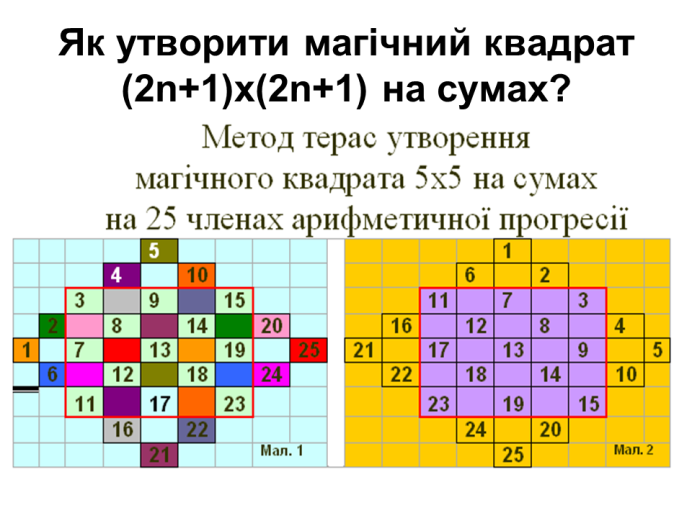 Як утворити магічний квадрат
(2n+1)x(2n+1) на сумах?
Метод терас утворення
магічного квадрата 5х5 на сумах
на 25 членах арифметичної прогресії
5
4 10
3 9 15
2 8 14 20
1 7 13 19 25
6 12 18 24
11 17 23
16 22
21
Мал. 1
1
6 2
11 7 3
16 12 8 4
21 17 13 9 5
22 18 14 10
23 19 15
24 20
25
Мал. 2